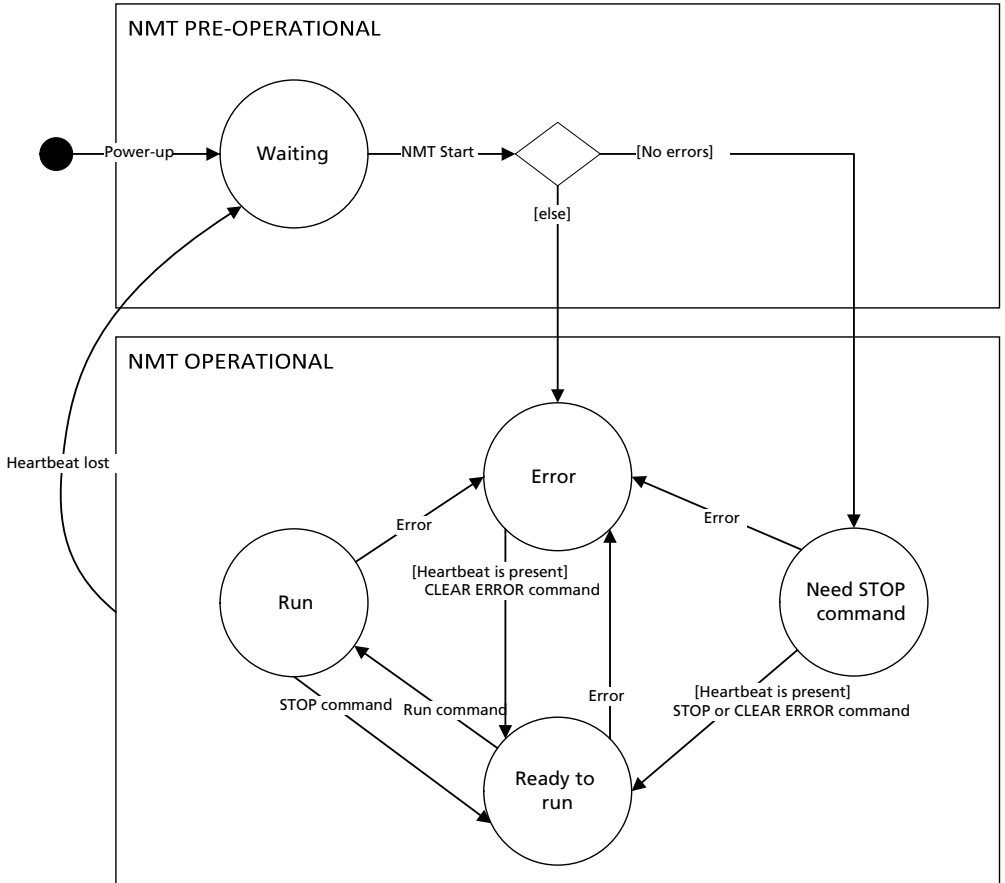 NMT PRE-OPERATIONAL
Power-up
Waiting
NMT Start
[No errors]
[else]
NMT OPERATIONAL
Heartbeat lost
Error
Error
Error
[Heartbeat is present]
CLEAR ERROR command
Run
Need STOP
command
STOP command
Run command
Error
[Heartbeat is present]
STOP or CLEAR ERROR command
Ready to
run